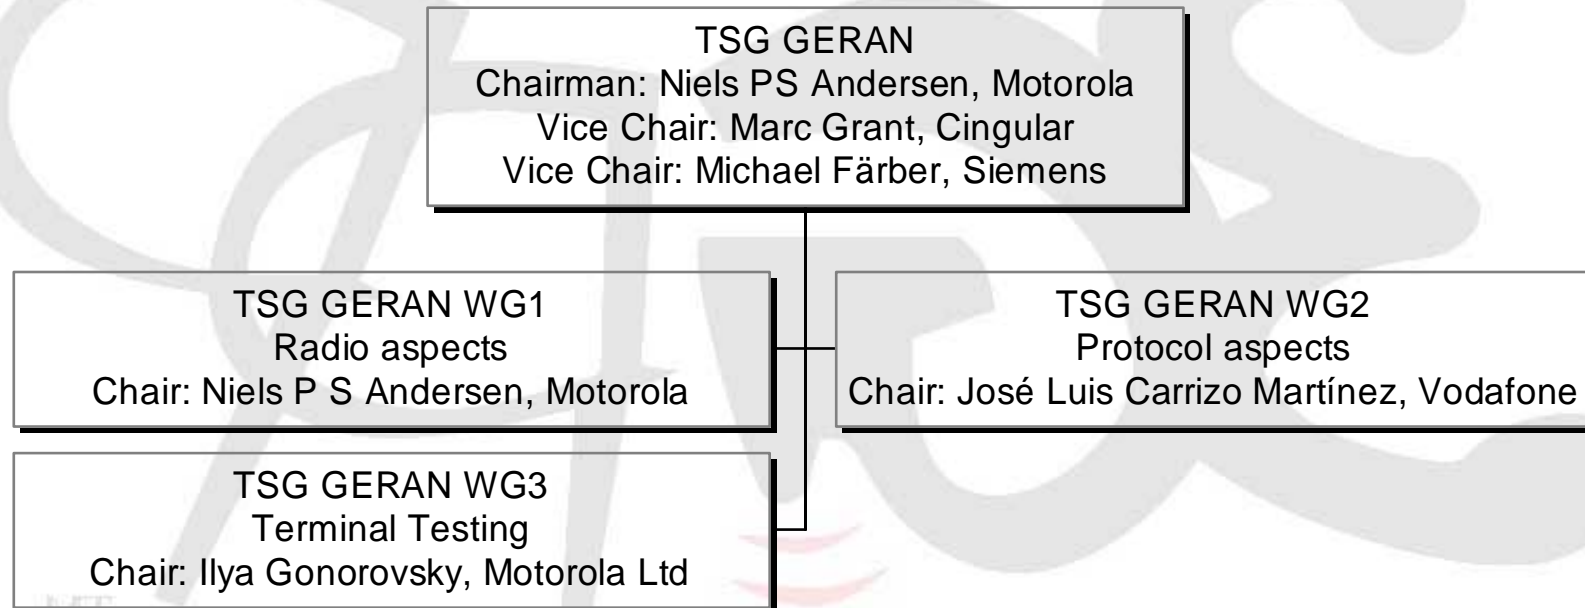 TSG GERAN
Chairman: Niels PS Andersen, Motorola
Vice Chair: Marc Grant, Cingular
Vice Chair: Michael Färber, Siemens
TSG GERAN WG1
Radio aspects
Chair: Niels P S Andersen, Motorola
TSG GERAN WG2
Protocol aspects
Chair: José Luis Carrizo Martínez, Vodafone
TSG GERAN WG3
Terminal Testing
Chair: Ilya Gonorovsky, Motorola Ltd